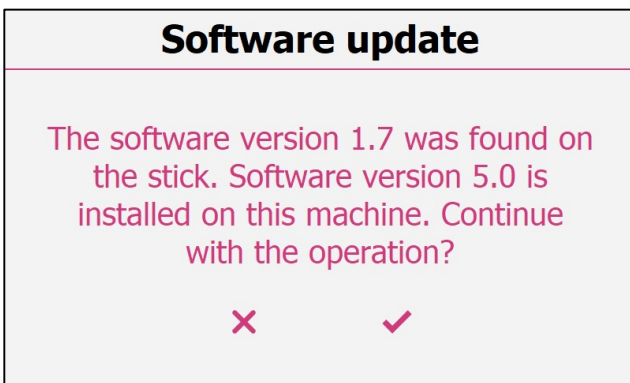 Software update
The software version 1.7 was found on
the stick. Software version 5.0 is
installed on this machine. Continue
with the operation?